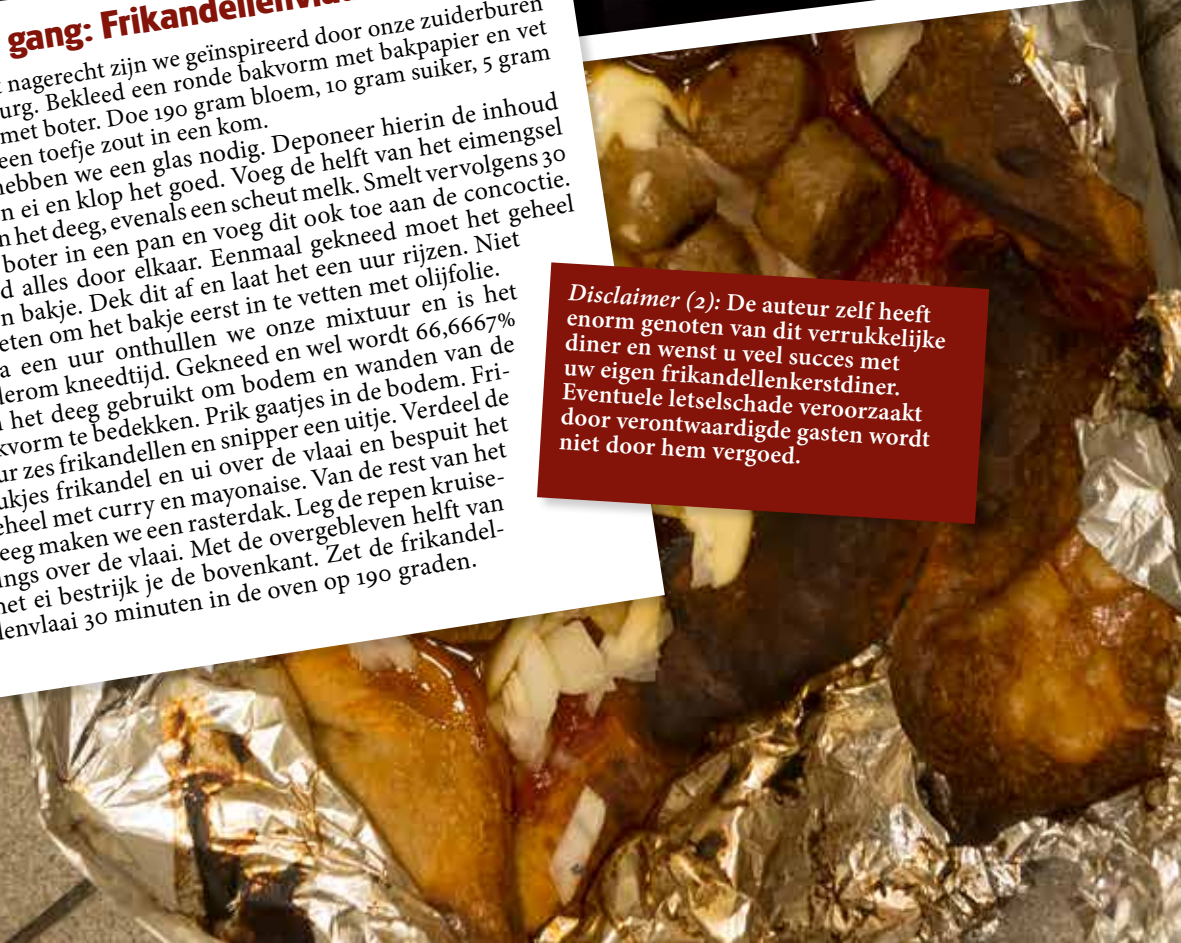 gang: Frikandellenvla
nagerecht zijn we geïnspireerd door onze zuiderburen
urg. Bekleed een ronde bakvorm met bakpapier en vet
met boter. Doe 190 gram bloem, 10 gram suiker, 5 gram
een toefje zout in een kom.
hebben we een glas nodig. Deponeer hierin de inhoud
n ei en klop het goed. Voeg de helft van het eimengsel
n het deeg, evenals een scheut melk. Smelt vervolgens 30
boter in een pan en voeg dit ook toe aan de concoctie.
d alles door elkaar. Eenmaal gekneed moet het geheel
n bakje. Dek dit af en laat het een uur rijzen. Niet
eten om het bakje eerst in te vetten met olijfolie.
a een uur onthullen we onze mixtuur en is het
lerom kneedtijd. Gekneed en wel wordt 66,6667%
het deeg gebruikt om bodem en wanden van de
kvorm te bedekken. Prik gaatjes in de bodem. Fri-
ur zes frikandellen en snipper een uitje. Verdeel de
ukjes frikandel en ui over de vlaai en bespuit het
eheel met curry en mayonaise. Van de rest van het
eeg maken we een rasterdak. Leg de repen kruise-
ings over de vlaai. Met de overgebleven helft van
het ei bestrijk je de bovenkant. Zet de frikandel-
lenvlaai 30 minuten in de oven op 190 graden.
Disclaimer (2): De auteur zelf heeft
enorm genoten van dit verrukkelijke
diner en wenst u veel succes met
uw eigen frikandellenkerstdiner.
Eventuele letselschade veroorzaakt
door verontwaardigde gasten wordt
niet door hem vergoed.